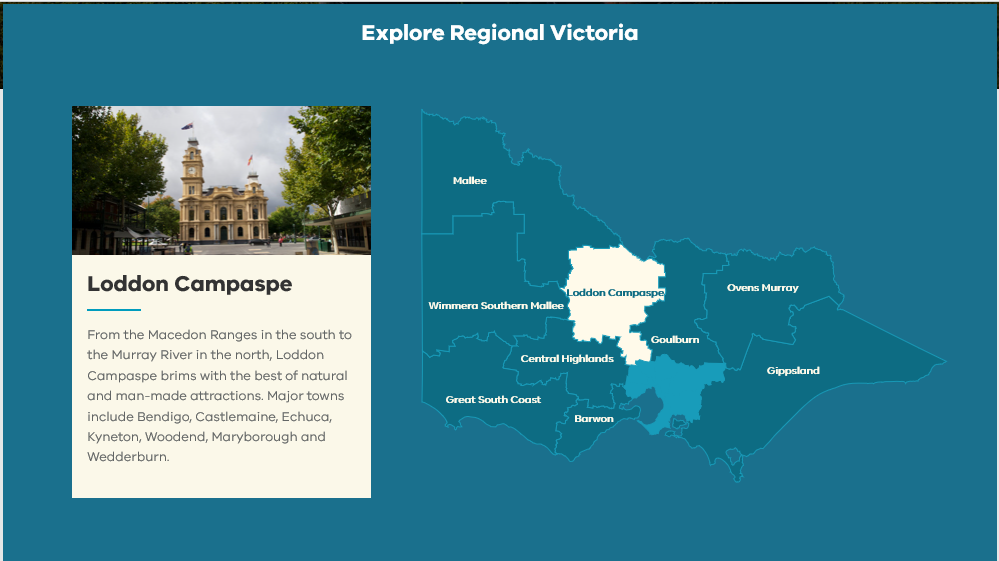 Explore Regional Victoria
Loddon Campaspe
From the Macedon Ranges in the south to
the Murray River in the north, Loddon
Campaspe brims with the best of natural
and man-made attractions. Major towns
include Bendigo, Castlemaine, Echuca,
Kyneton, Woodend, Maryborough and
Wedderburn.
Mallee
Ovens Murray
Loddon Campaspe
Wimmera Southern Mallee
Goulburn
Central Highlands
Gippsland
Great South Coast
Barwon